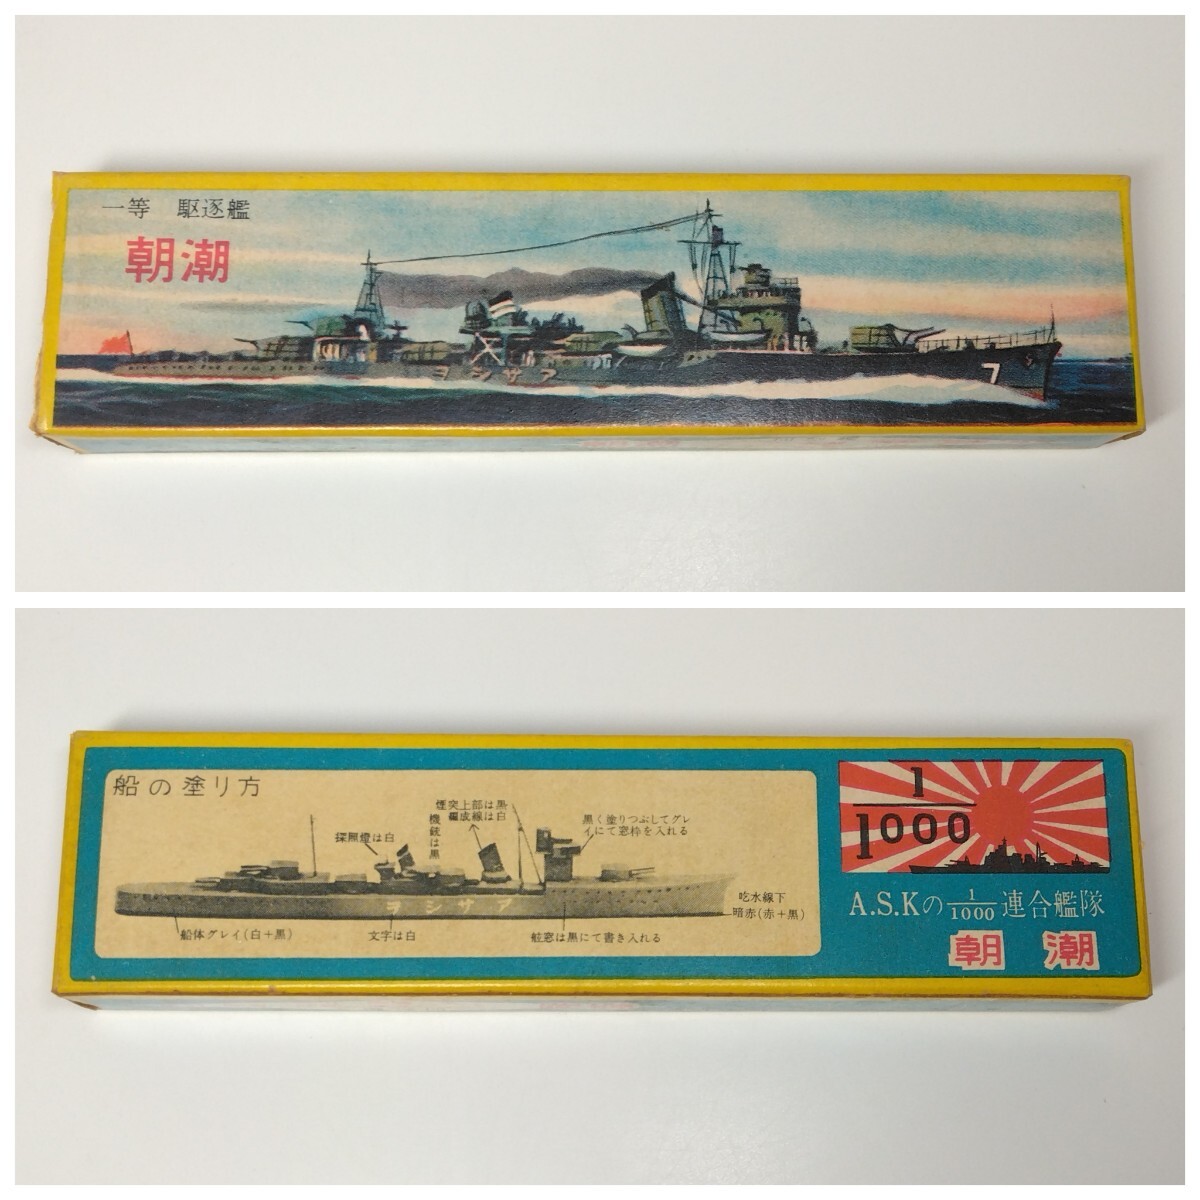 一等 駆逐艦
朝潮
ヲシサア
7
船の塗り方
煙突上部は黒
編成線は白
機銃は黒
探照燈は白
黒く塗りつぶしてグレ
イにて窓枠を入れる
ヲシサア
吃水線下
暗赤(赤+黒)
船体グレイ(白+黒)
文字は白
舷窓は黒にて書き入れる
1/1000
A.S.Kの1/1000連合艦隊
朝 潮